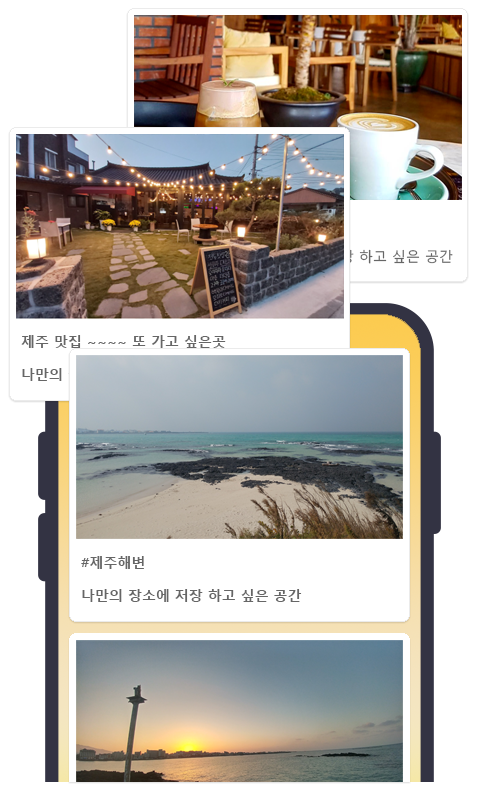 하고 싶은 공간
제주 맛집 ~~~~ 또 가고 싶은곳
나만의
#제주해변
나만의 장소에 저장 하고 싶은 공간